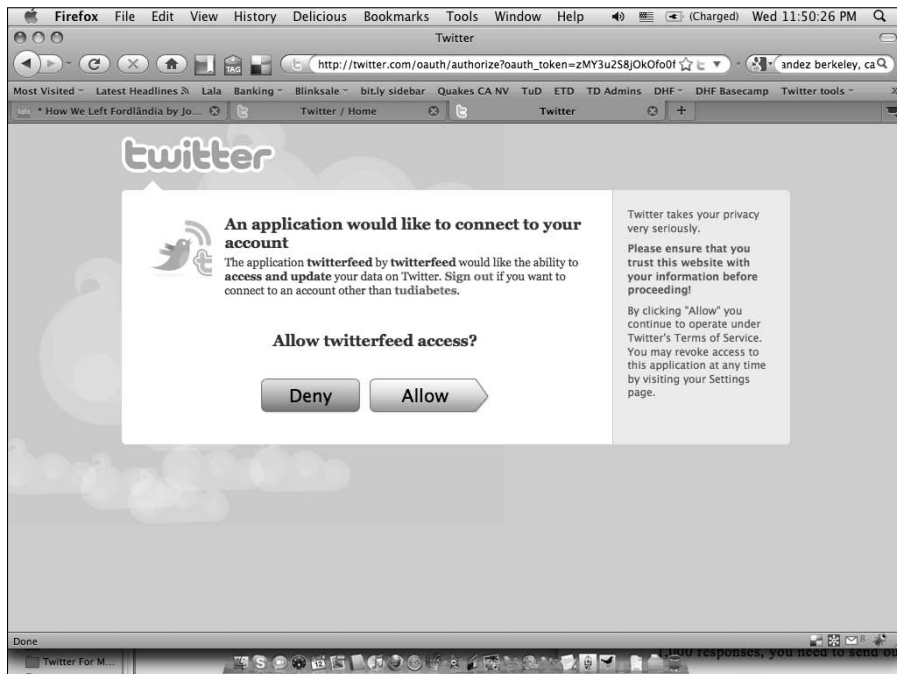 Firefox File Edit View History Delicious Bookmarks Tools Window Help (Charged) Wed 11:50:26 PM
Twitter
TAG http://twitter.com/oauth/authorize?oauth_token=zMY3u2S8jOkOfo0f andez berkeley, ca
Most Visited Latest Headlines Lala Banking Blinksale bit.ly sidebar Quakes CA NV TuD ETD TD Admins DHF DHF Basecamp Twitter tools »
* How We Left Fordlândia by Jo... Twitter / Home Twitter +
twitter
An application would like to connect to your
account
The application twitterfeed by twitterfeed would like the ability to
access and update your data on Twitter. Sign out if you want to
connect to an account other than tudiabetes.
Allow twitterfeed access?
Deny Allow
Twitter takes your privacy
very seriously.
Please ensure that you
trust this website with
your information before
proceeding!
By clicking "Allow" you
continue to operate under
Twitter's Terms of Service.
You may revoke access to
this application at any time
by visiting your Settings
page.
Done 8
Twitter For M...
1,000 responses, you need to send ou